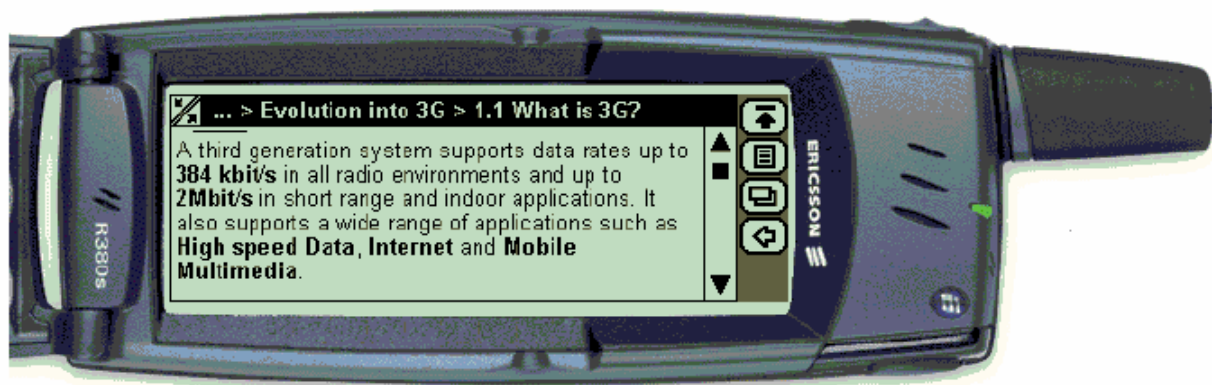 ... > Evolution into 3G > 1.1 What is 3G?
A third generation system supports data rates up to
384 kbit/s in all radio environments and up to
2Mbit/s in short range and indoor applications. It
also supports a wide range of applications such as
High speed Data, Internet and Mobile
Multimedia.
ERICSSON
R380s